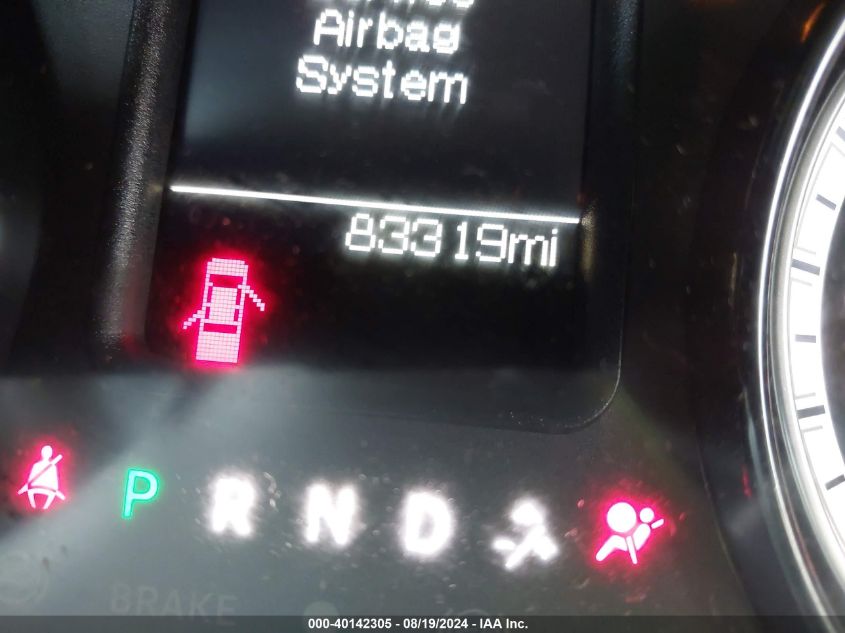 Airbag
System
83319mi
P R N D
BRAKE
000-40142305 - 08/19/2024 - IAA Inc.